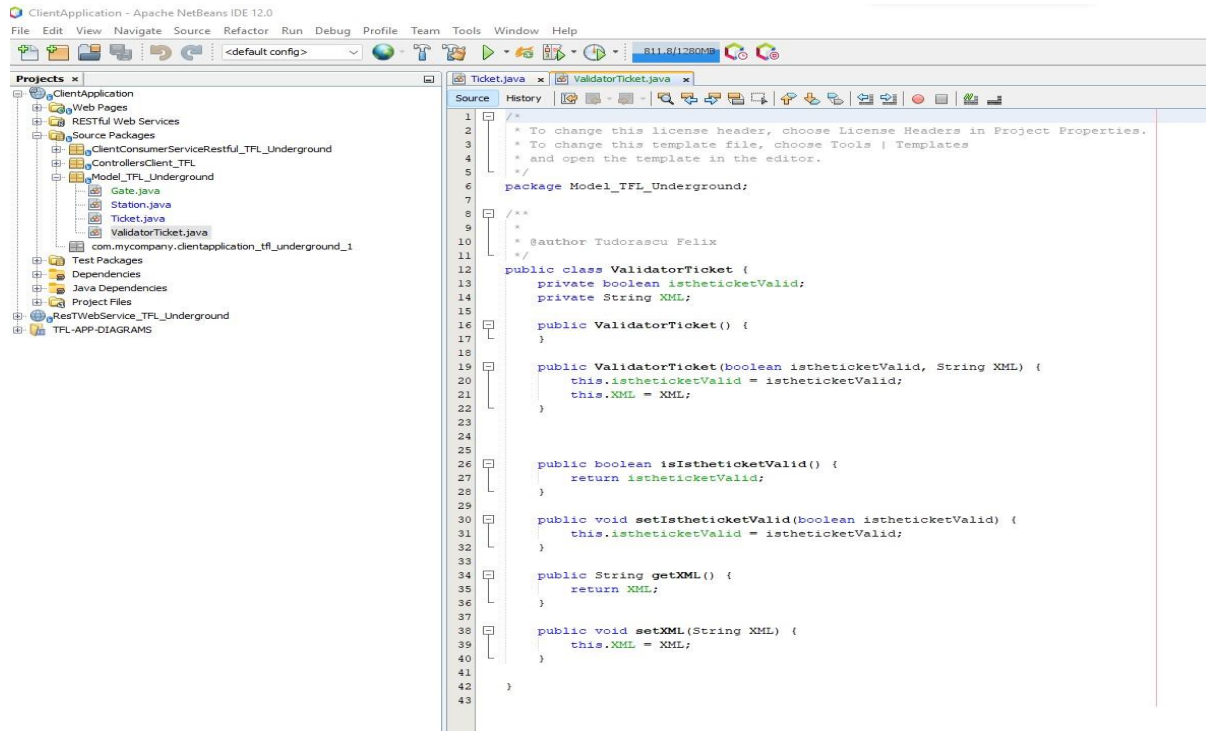 ClientApplication - Apache NetBeans IDE 12.0
File Edit View Navigate Source Refactor Run Debug Profile Team Tools Window Help
<default config>
811.8/1280MB
Projects
ClientApplication
Web Pages
RESTful Web Services
Source Packages
ClientConsumerServiceRestful_TFL_Underground
ControllersClient_TFL
Model_TFL_Underground
Gate.java
Station.java
Ticket.java
ValidatorTicket.java
com.mycompany.clientapplication_tfl_underground_1
Test Packages
Dependencies
Java Dependencies
Project Files
ResTWebService_TFL_Underground
TFL-APP-DIAGRAMS
Ticket.java ValidatorTicket.java
Source History
1 /*
2 * To change this license header, choose License Headers in Project Properties.
3 * To change this template file, choose Tools | Templates
4 * and open the template in the editor.
5 */
6 package Model_TFL_Underground;
7
8 /**
9 *
10 * @author Tudorascu Felix
11 */
12 public class ValidatorTicket {
13 private boolean istheticketValid;
14 private String XML;
15
16 public ValidatorTicket() {
17 }
18
19 public ValidatorTicket(boolean istheticketValid, String XML) {
20 this.istheticketValid = istheticketValid;
21 this.XML = XML;
22 }
23
24
25
26 public boolean isIstheticketValid() {
27 return istheticketValid;
28 }
29
30 public void setIstheticketValid(boolean istheticketValid) {
31 this.istheticketValid = istheticketValid;
32 }
33
34 public String getXML() {
35 return XML;
36 }
37
38 public void setXML(String XML) {
39 this.XML = XML;
40 }
41
42 }
43